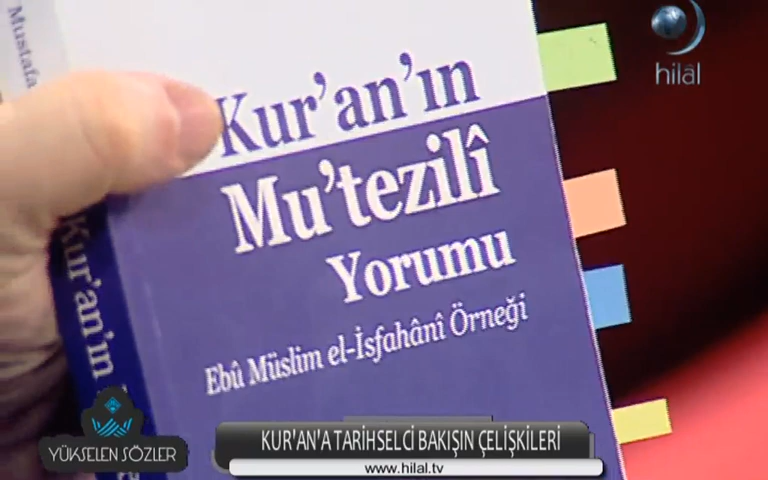 Mustafa
hilâl
Kur'an'ın
Mu'tezilî
Yorumu
Ebû Müslim el-İsfahânî Örneği
Kur'an'ın
YÜKSELEN SÖZLER
KUR'AN'A TARİHSELCİ BAKIŞIN ÇELİŞKİLERİ
www.hilal.tv